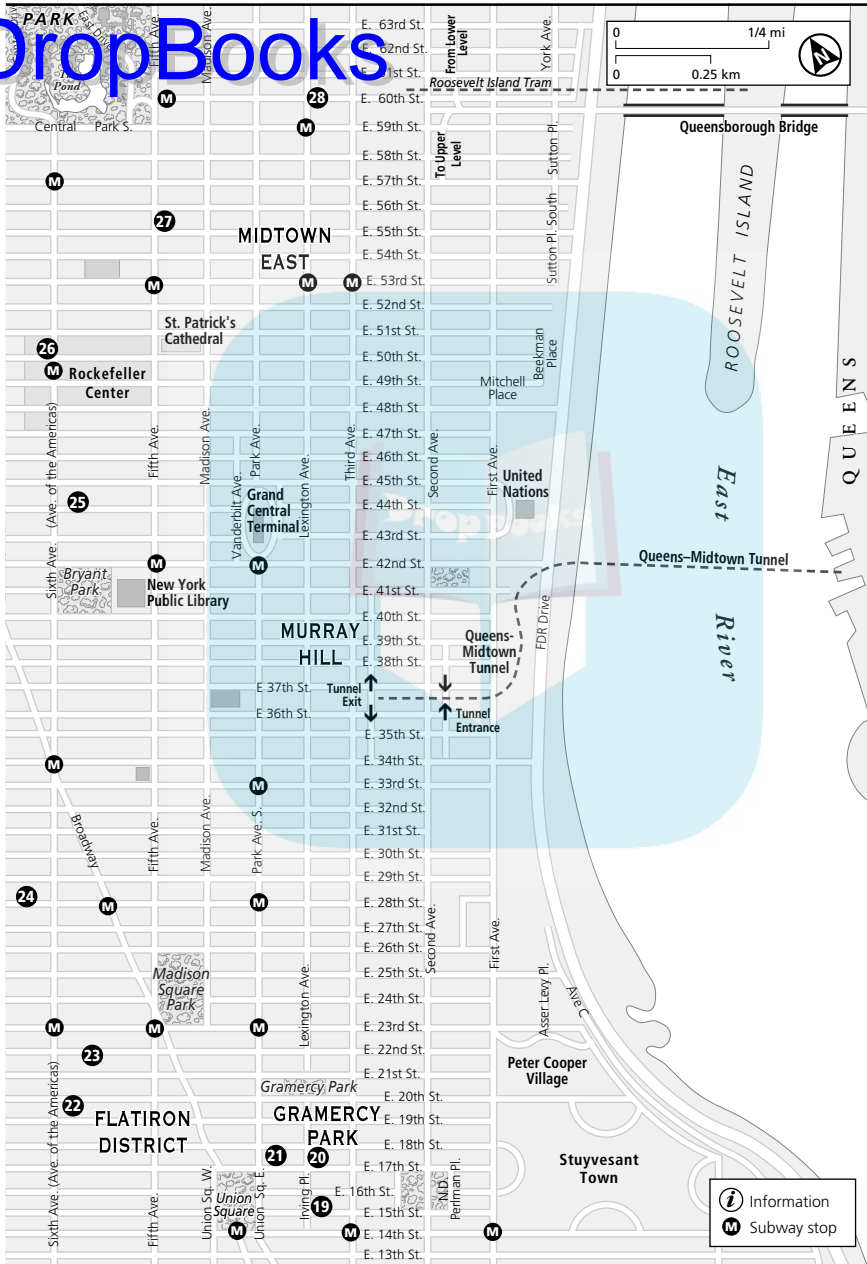 PARK
East Drive
DropBooks
Pond
Fifth Ave.
Madison Ave.
E. 63rd St.
E. 62nd St.
E. 61st St.
E. 60th St.
From Lower
Level
York Ave.
0
1/4 mi
0
0.25 km
N
Roosevelt Island Tram
M
28
M
E. 59th St.
Queensborough Bridge
Central Park S.
E. 58th St.
To Upper
Level
Sutton Pl.
M
E. 57th St.
E. 56th St.
27
E. 55th St.
Sutton Pl. South
MIDTOWN
EAST
E. 54th St.
M
M
M
E. 53rd St.
E. 52nd St.
ROOSEVELT ISLAND
St. Patrick's
Cathedral
E. 51st St.
26
E. 50th St.
Beekman
Place
M
Rockefeller
Center
E. 49th St.
Mitchell
Place
E. 48th St.
QUEENS
Sixth Ave. (Ave. of the Americas)
Fifth Ave.
Madison Ave.
Park Ave.
Third Ave.
E. 47th St.
Second Ave.
E. 46th St.
Vanderbilt Ave.
Lexington Ave.
E. 45th St.
First Ave.
United
Nations
25
Grand
Central
Terminal
E. 44th St.
DropBooks
East River
E. 43rd St.
M
M
E. 42nd St.
Queens–Midtown Tunnel
Bryant
Park
New York
Public Library
E. 41st St.
E. 40th St.
FDR Drive
MURRAY
HILL
E. 39th St.
E. 38th St.
Queens-
Midtown
Tunnel
E 37th St.
Tunnel
Exit
E 36th St.
Tunnel
Entrance
E. 35th St.
M
E. 34th St.
M
E. 33rd St.
E. 32nd St.
Broadway
Fifth Ave.
Madison Ave.
Park Ave. S.
E. 31st St.
E. 30th St.
E. 29th St.
24
M
M
E. 28th St.
E. 27th St.
Second Ave.
First Ave.
E. 26th St.
Madison
Square
Park
E. 25th St.
Lexington Ave.
E. 24th St.
Asser Levy Pl.
Ave C
M
M
M
E. 23rd St.
23
E. 22nd St.
Peter Cooper
Village
E. 21st St.
Gramercy Park
22
E. 20th St.
FLATIRON
DISTRICT
GRAMERCY
PARK
E. 19th St.
E. 18th St.
21
20
E. 17th St.
Stuyvesant
Town
Sixth Ave. (Ave. of the Americas)
Fifth Ave.
Union Sq. W.
Union
Square
Union Sq. E.
Irving Pl.
19
E. 16th St.
N.D.
Perlman Pl.
E. 15th St.
M
M
E. 14th St.
M
E. 13th St.
i Information
M Subway stop